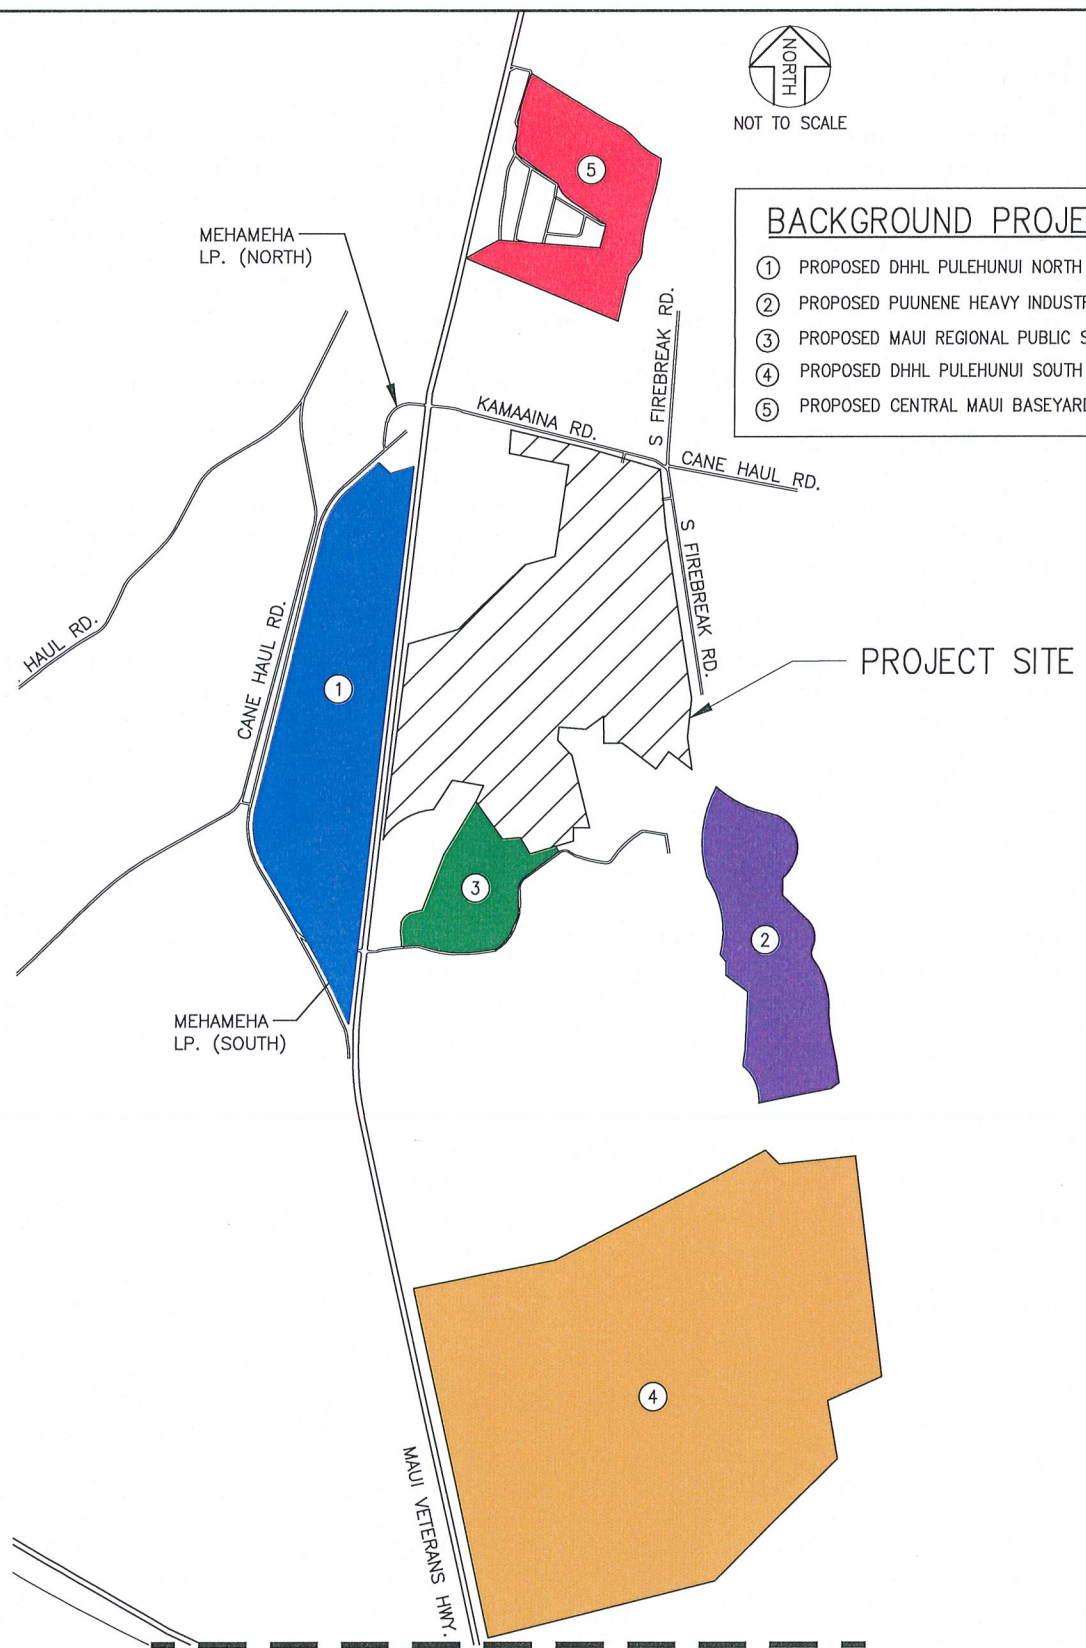 NORTH
NOT TO SCALE
BACKGROUND PROJE
① PROPOSED DHHL PULEHUNUI NORTH
② PROPOSED PUUNENE HEAVY INDUSTR
③ PROPOSED MAUI REGIONAL PUBLIC S
④ PROPOSED DHHL PULEHUNUI SOUTH
⑤ PROPOSED CENTRAL MAUI BASEYARD
5
MEHAMEHA
LP. (NORTH)
S FIREBREAK RD.
KAMAAINA RD.
CANE HAUL RD.
S FIREBREAK RD.
HAUL RD.
CANE HAUL RD.
1
PROJECT SITE
3
2
MEHAMEHA
LP. (SOUTH)
4
MAUI VETERANS HWY.